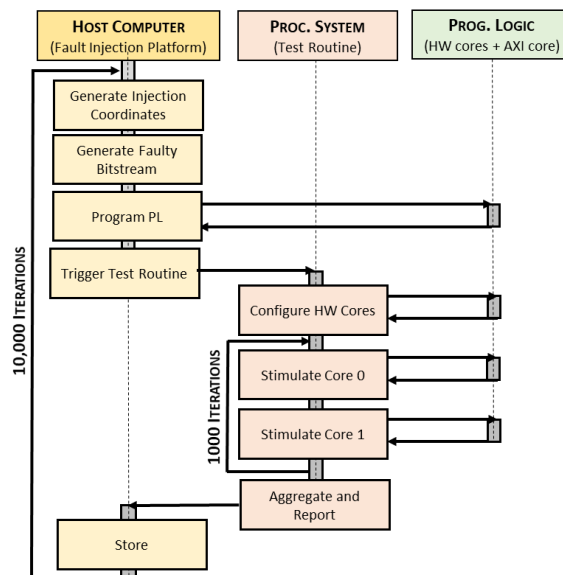 HOST COMPUTER
(Fault Injection Platform)
PROC. SYSTEM
(Test Routine)
PROG. LOGIC
(HW cores + AXI core)
Generate Injection
Coordinates
Generate Faulty
Bitstream
Program PL
Trigger Test Routine
10,000 ITERATIONS
Configure HW Cores
Stimulate Core 0
1000 ITERATIONS
Stimulate Core 1
Aggregate and
Report
Store